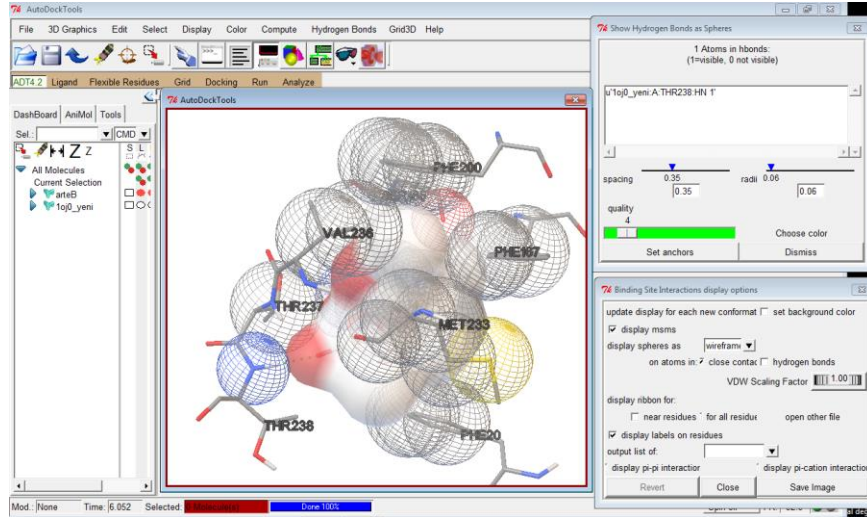 AutoDockTools
File 3D Graphics Edit Select Display Color Compute Hydrogen Bonds Grid3D Help
ADT4.2 Ligand Flexible Residues Grid Docking Run Analyze
DashBoard AniMol Tools
Sel.: CMD
S L
All Molecules
Current Selection
arteB
1oj0_yeni
AutoDockTools
PHE200
VAL236
PHE167
THR237
MET233
THR238
PHE20
Show Hydrogen Bonds as Spheres
1 Atoms in hbonds:
(1=visible, 0 not visible)
u'1oj0_yeni:A:THR238:HN 1'
spacing 0.35 radii 0.06
0.35 0.06
quality
4
Choose color
Set anchors Dismiss
Binding Site Interactions display options
update display for each new conformat set background color
display msms
display spheres as wirefram
on atoms in: close contac hydrogen bonds
VDW Scaling Factor 1.00
display ribbon for:
near residues for all residue open other file
display labels on residues
output list of:
display pi-pi interaction display pi-cation interaction
Revert Close Save Image
Mod.: None Time: 6.052 Selected: Done 100%